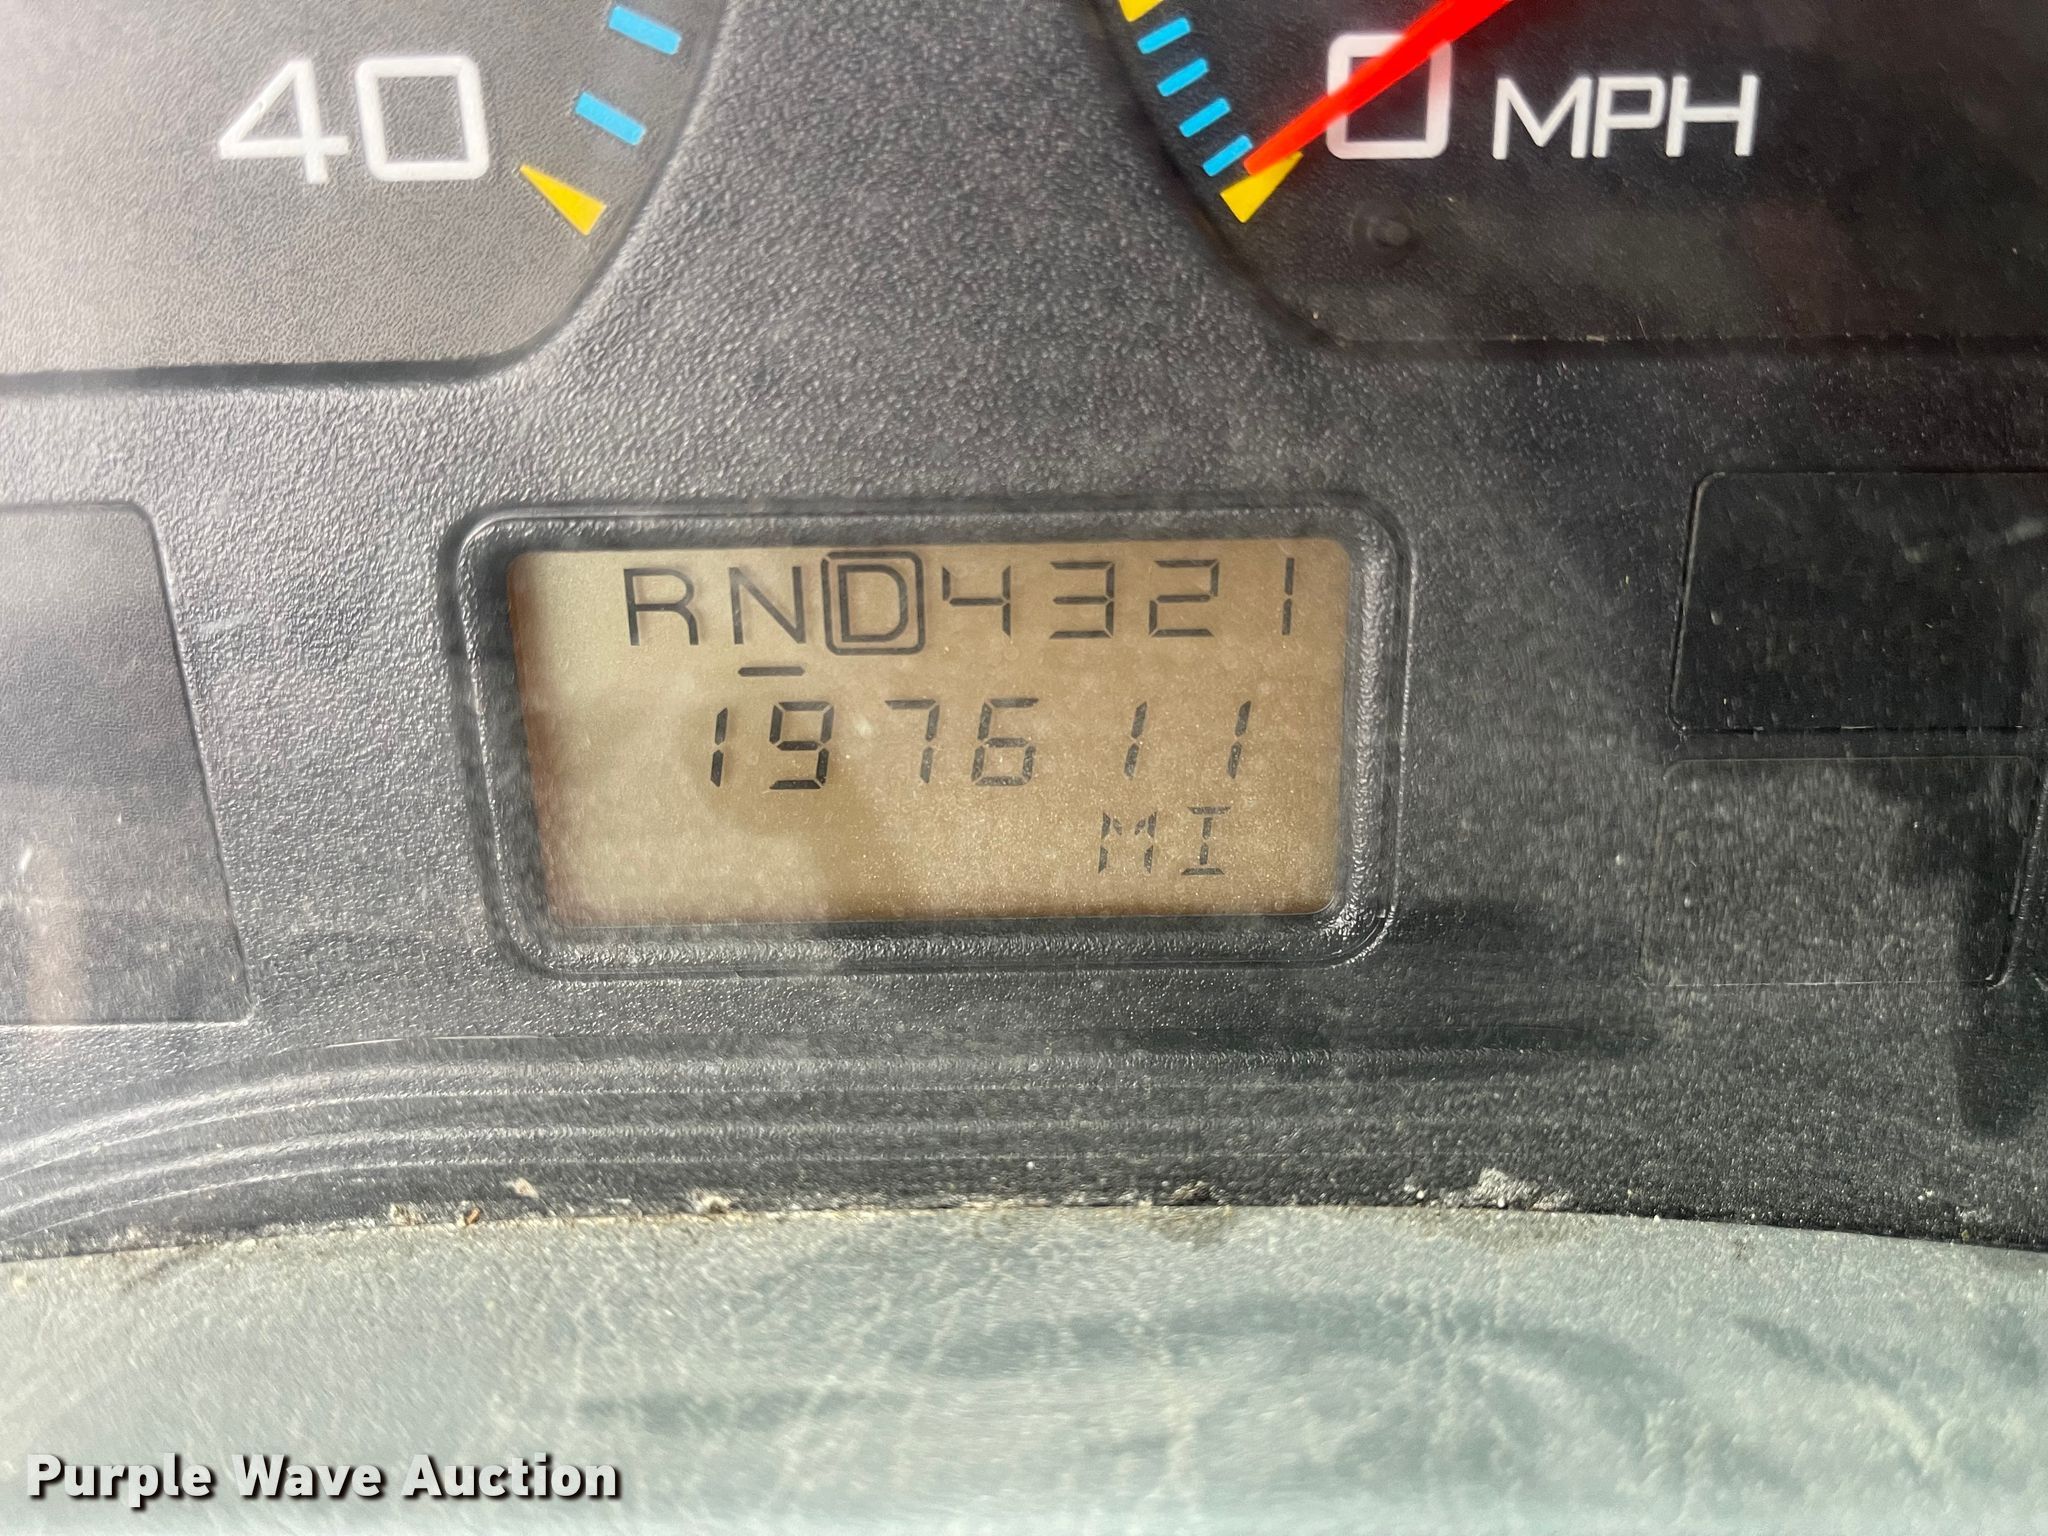 40
0 MPH
RND4321
197611
MI
Purple Wave Auction